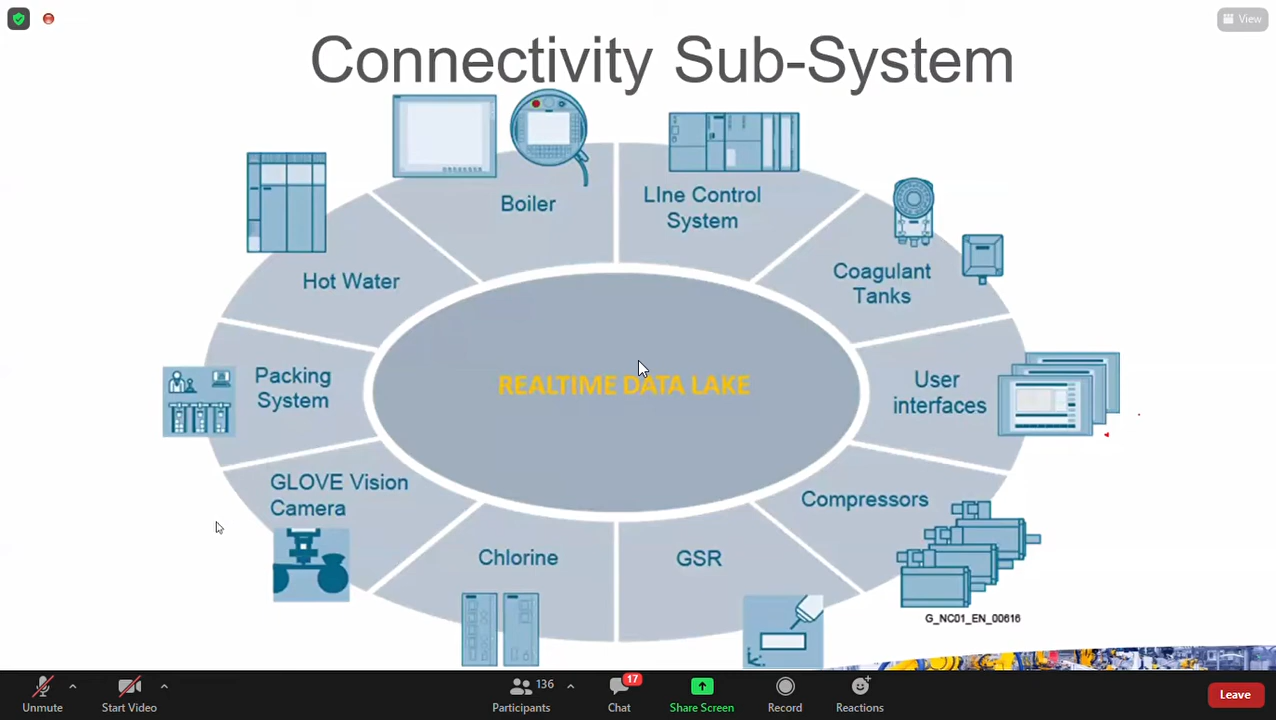 View
Connectivity Sub-System
Boiler
LIne Control
System
Hot Water
Coagulant
Tanks
Packing
System
REALTIME DATA LAKE
User
interfaces
GLOVE Vision
Camera
Compressors
Chlorine
GSR
G_NC01_EN_00616
Unmute
Start Video
136
Participants
17
Chat
Share Screen
Record
Reactions
Leave